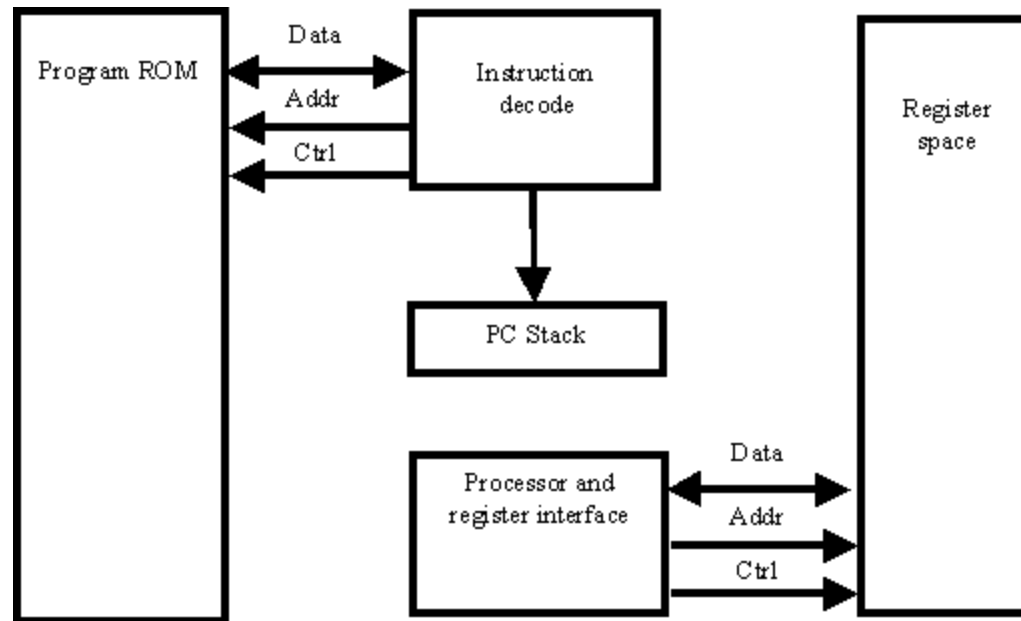 Program ROM
Data
Addr
Ctrl
Instruction
decode
Register
space
PC Stack
Processor and
register interface
Data
Addr
Ctrl